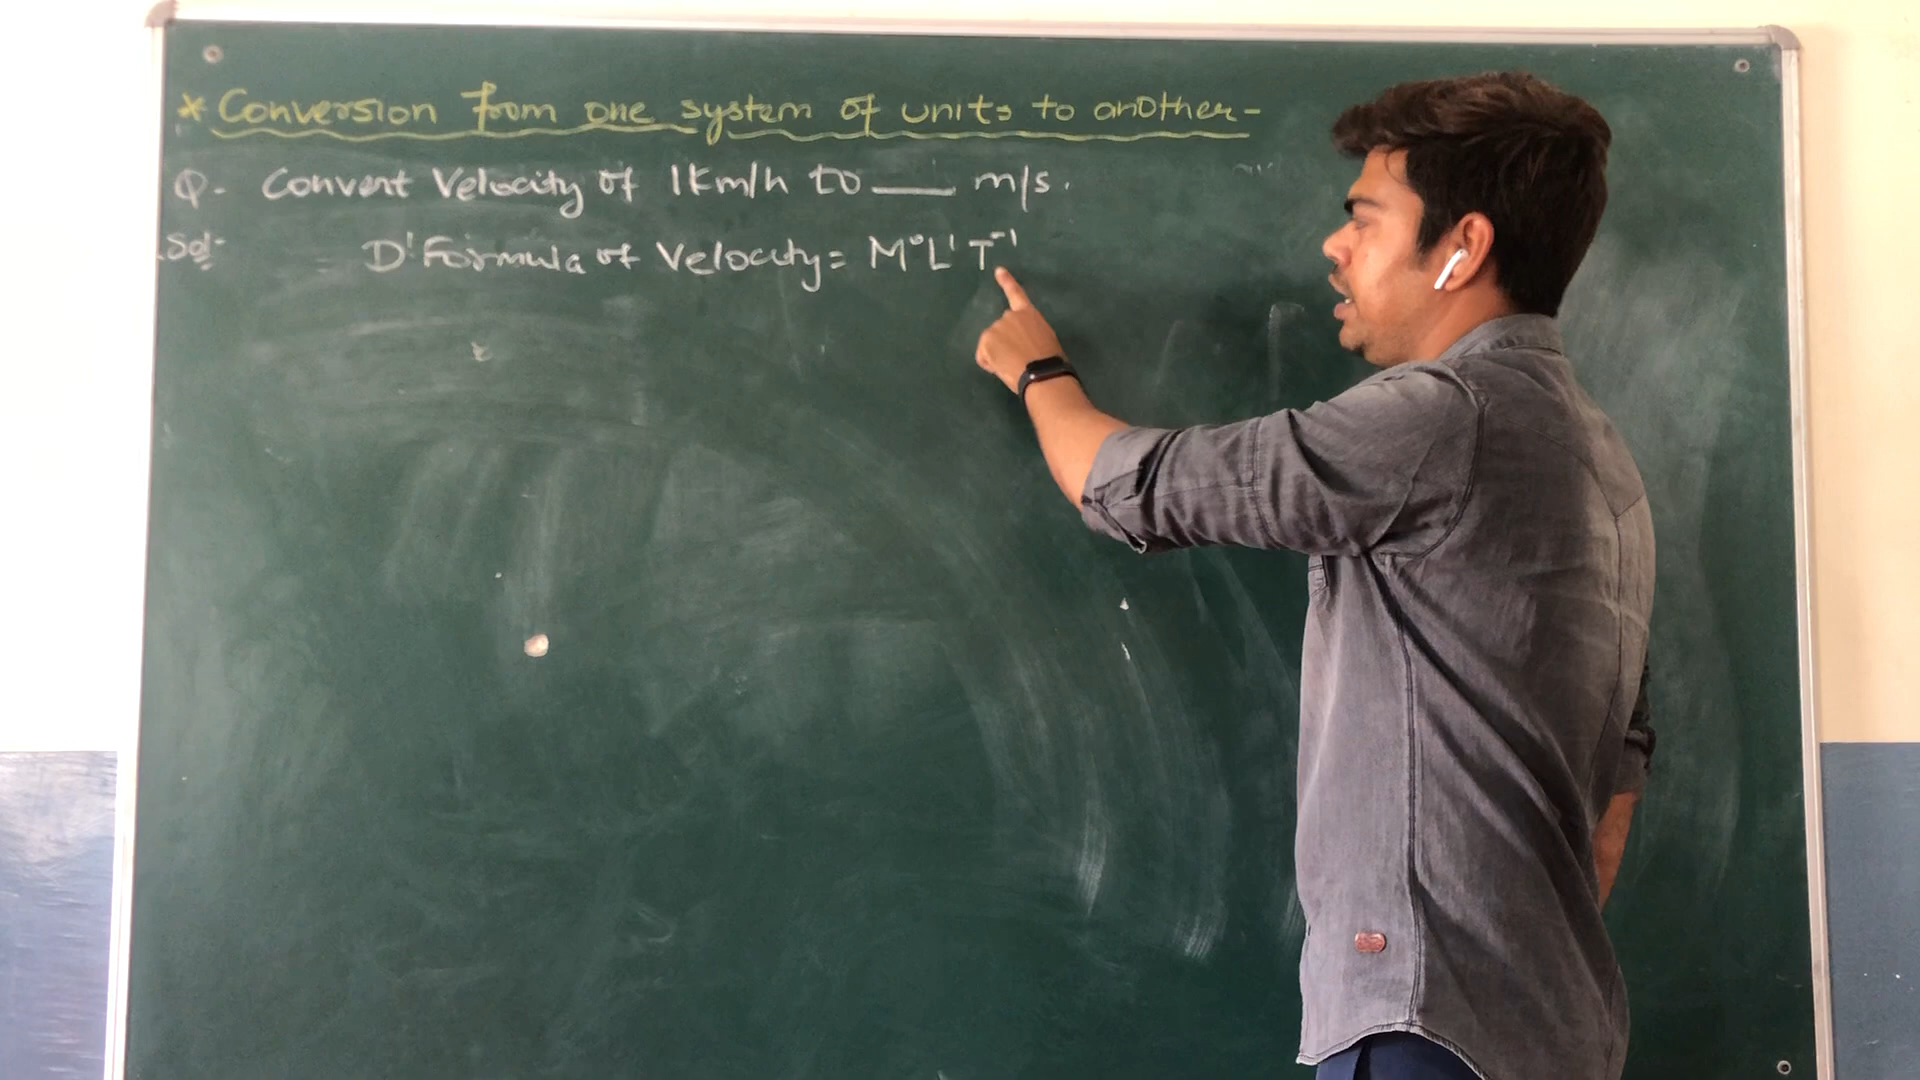 * Conversion from one system of units to another-
Q. Convert Velocity of 1Km/h to ___ m/s.
Sol:- D' Formula of Velocity = M⁰L¹T⁻¹